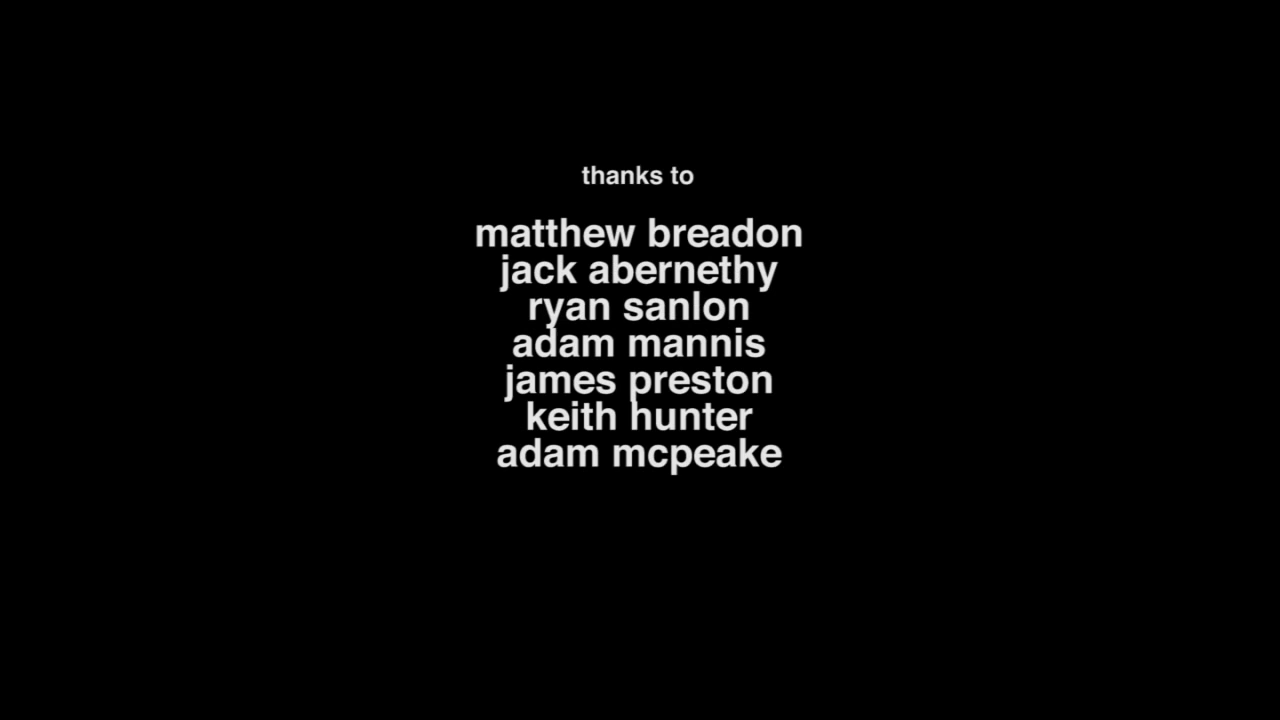 thanks to
matthew breadon
jack abernethy
ryan sanlon
adam mannis
james preston
keith hunter
adam mcpeake